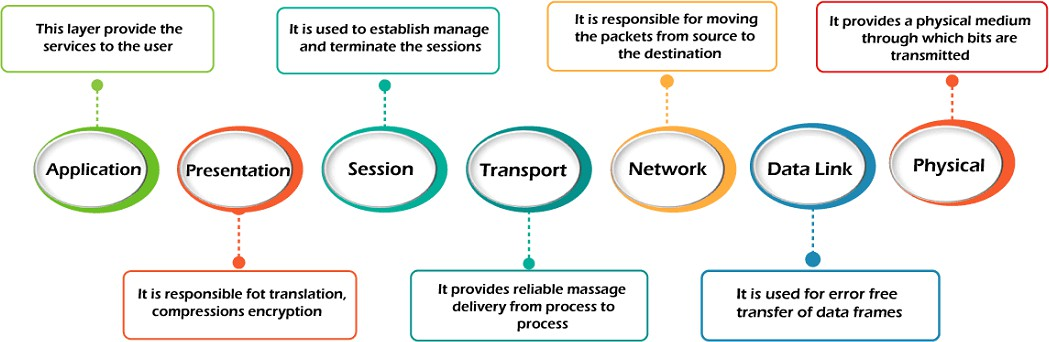 This layer provide the
services to the user
It is used to establish manage
and terminate the sessions
It is responsible for moving
the packets from source to
the destination
It provides a physical medium
through which bits are
transmitted
Application
Presentation
Session
Transport
Network
Data Link
Physical
It is responsible fot translation,
compressions encryption
It provides reliable massage
delivery from process to
process
It is used for error free
transfer of data frames